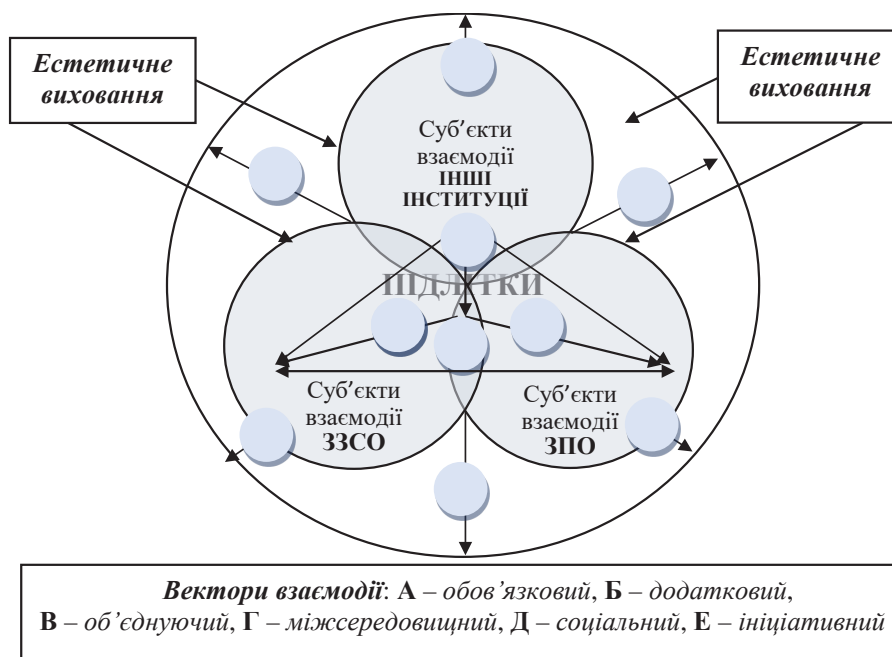 Естетичне
виховання
Естетичне
виховання
Суб’єкти
взаємодії
ІНШІ
ІНСТИТУЦІЇ
ПІДЛІТКИ
Суб’єкти
взаємодії
ЗЗСО
Суб’єкти
взаємодії
ЗПО
Вектори взаємодії: А – обов’язковий, Б – додатковий,
В – об’єднуючий, Г – міжсередовищний, Д – соціальний, Е – ініціативний